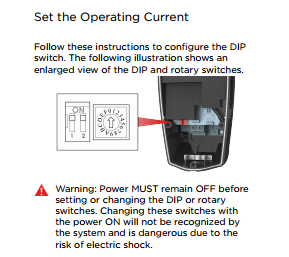 Set the Operating Current
Follow these instructions to configure the DIP
switch. The following illustration shows an
enlarged view of the DIP and rotary switches.
ON
1 2
Warning: Power MUST remain OFF before
setting or changing the DIP or rotary
switches. Changing these switches with
the power ON will not be recognized by
the system and is dangerous due to the
risk of electric shock.